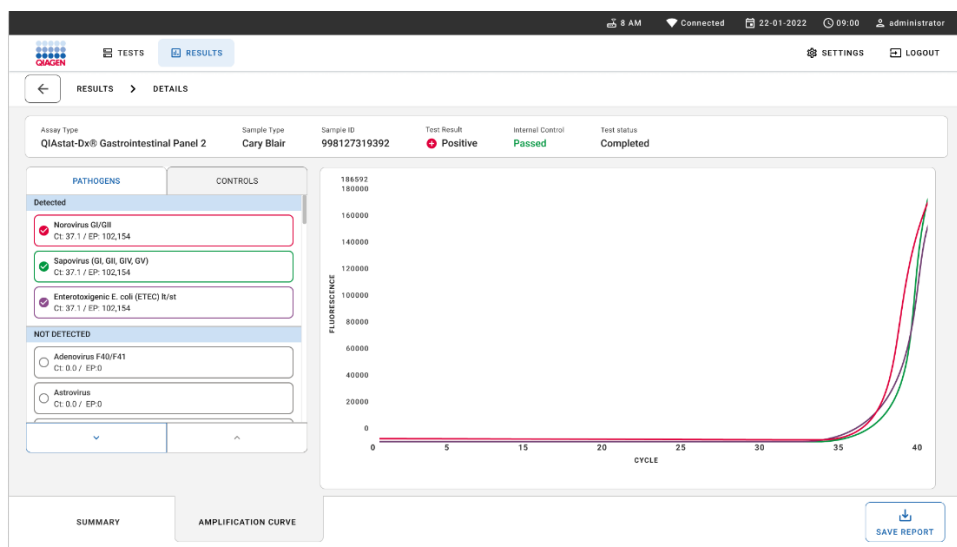 8 AM Connected 22-01-2022 09:00 administrator
QIAGEN TESTS RESULTS SETTINGS LOGOUT
RESULTS > DETAILS
Assay Type Sample Type Sample ID Test Result Internal Control Test status
QIAstat-Dx® Gastrointestinal Panel 2 Cary Blair 998127319392 Positive Passed Completed
PATHOGENS CONTROLS
Detected
Norovirus GI/GII
Ct: 37.1 / EP: 102,154
Sapovirus (GI, GII, GIV, GV)
Ct: 37.1 / EP: 102,154
Enterotoxigenic E. coli (ETEC) lt/st
Ct: 37.1 / EP: 102,154
NOT DETECTED
Adenovirus F40/F41
Ct: 0.0 / EP:0
Astrovirus
Ct: 0.0 / EP:0
186592
180000
160000
140000
120000
100000
80000
60000
40000
20000
0
FLUORESCENCE
0 5 15 20 25 30 35 40
CYCLE
SUMMARY AMPLIFICATION CURVE
SAVE REPORT